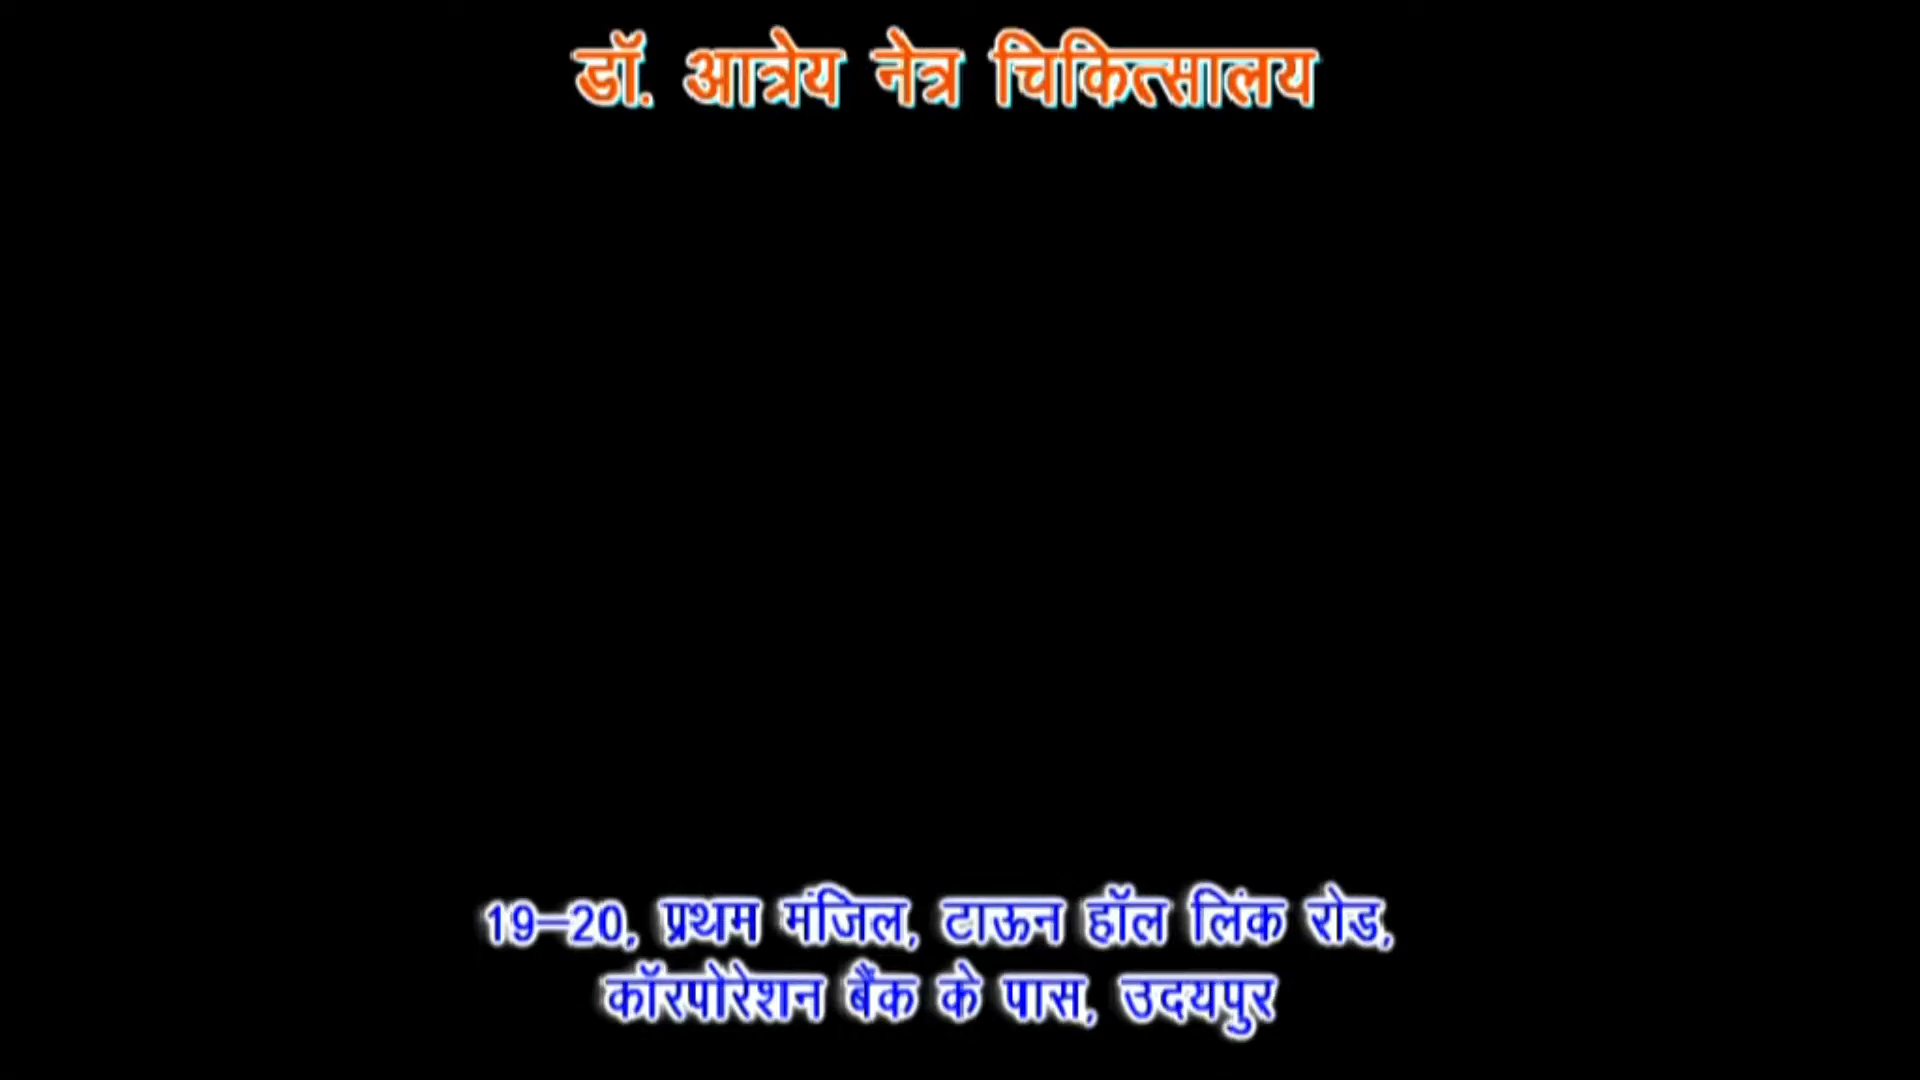 डॉ. आत्रेय नेत्र चिकित्सालय
19-20, प्रथम मंजिल, टाऊन हॉल लिंक रोड,
कॉरपोरेशन बैंक के पास, उदयपुर